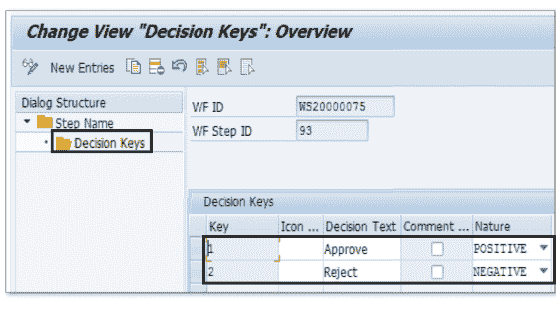 Change View "Decision Keys": Overview
New Entries
Dialog Structure
Step Name
Decision Keys
WF ID WS20000075
WF Step ID 93
Decision Keys
Key Icon ... Decision Text Comment ... Nature
1 Approve POSITIVE
2 Reject NEGATIVE